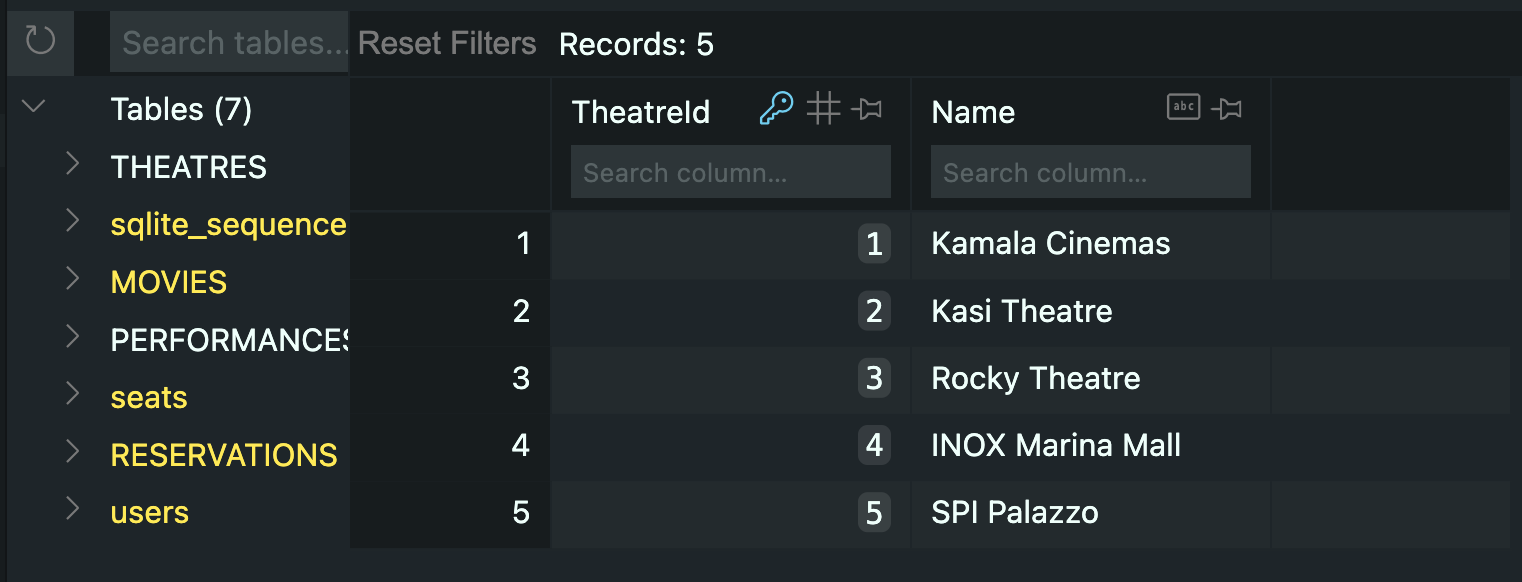 Search tables...
Reset Filters Records: 5
Tables (7)
THEATRES
sqlite_sequence
MOVIES
PERFORMANCES
seats
RESERVATIONS
users
TheatreId Name
abc
Search column... Search column...
1 1 Kamala Cinemas
2 2 Kasi Theatre
3 3 Rocky Theatre
4 4 INOX Marina Mall
5 5 SPI Palazzo